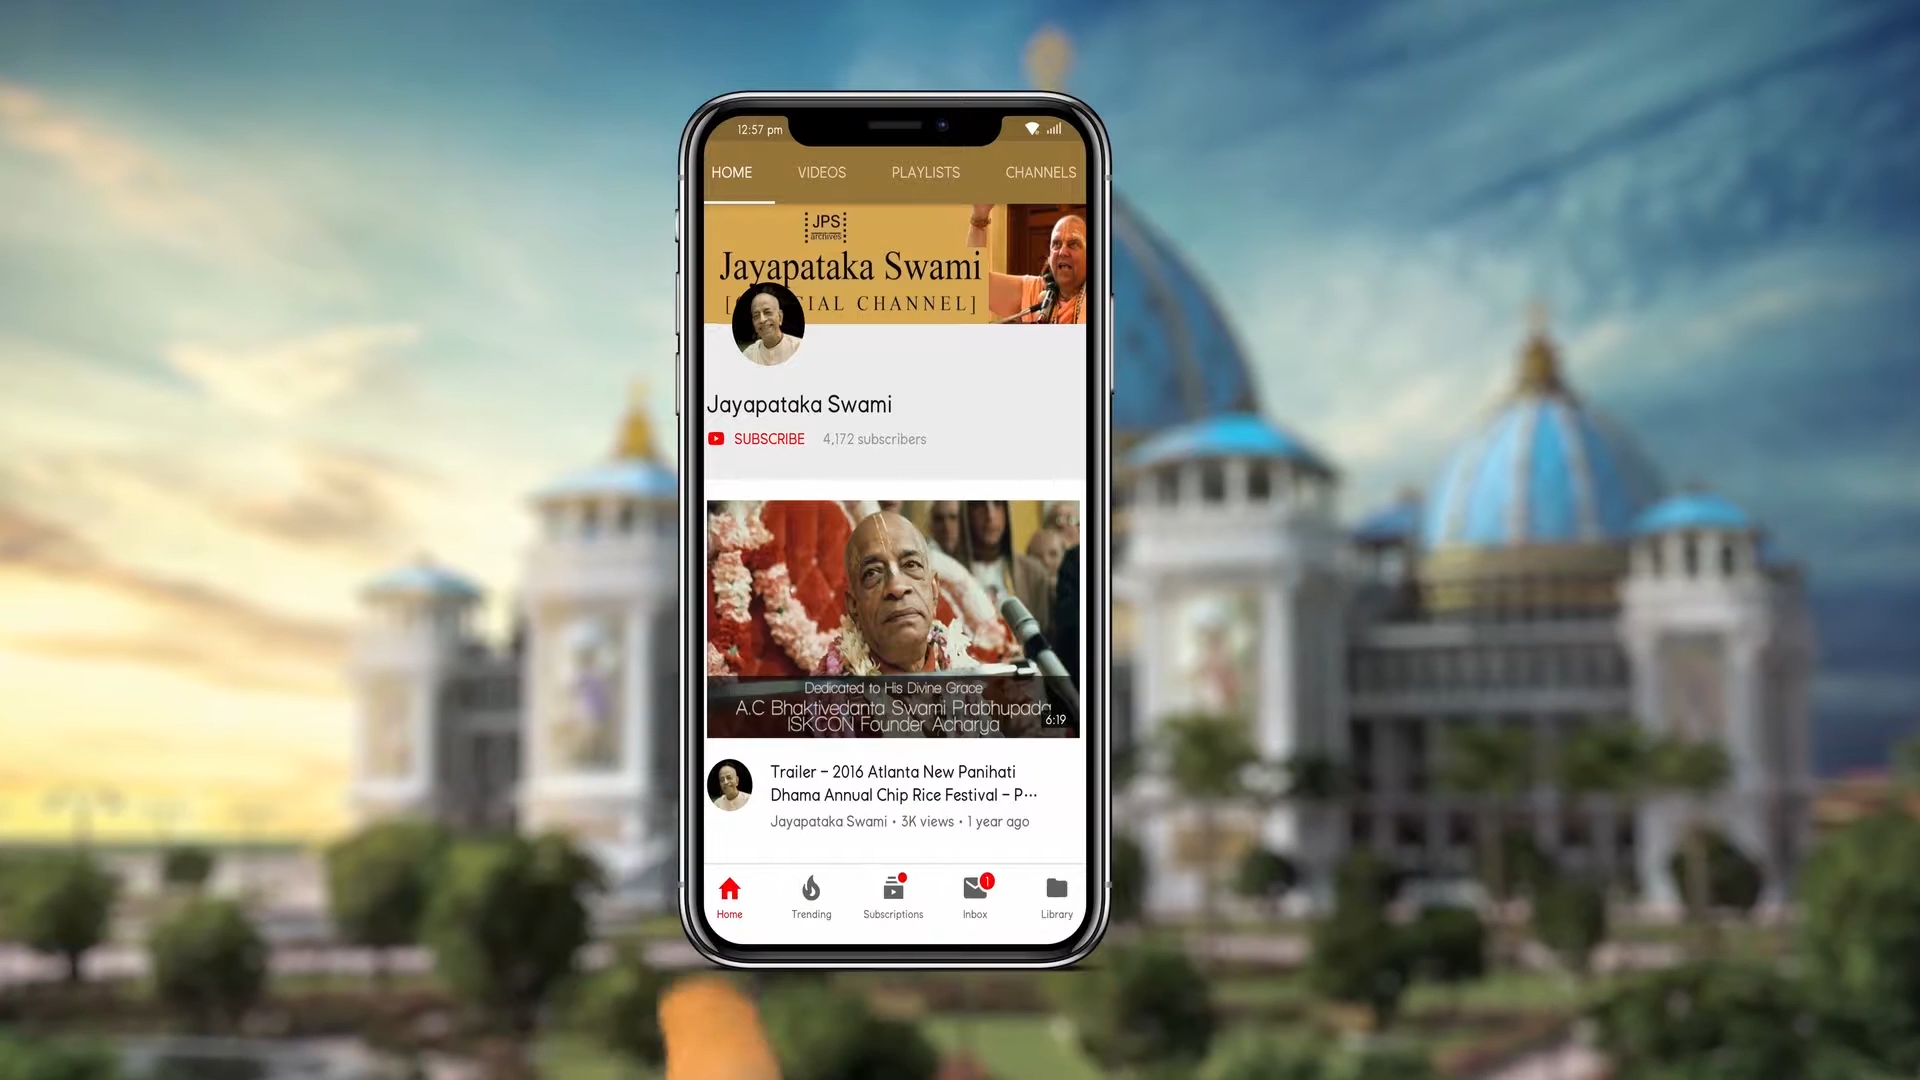 12:57 pm
HOME VIDEOS PLAYLISTS CHANNELS
JPS
archives
Jayapataka Swami
CIAL CHANNEL]
Jayapataka Swami
SUBSCRIBE 4,172 subscribers
Dedicated to His Divine Grace
A.C Bhaktivedanta Swami Prabhupada
ISKCON Founder Acharya
6:19
Trailer – 2016 Atlanta New Panihati
Dhama Annual Chip Rice Festival – P···
Jayapataka Swami • 3K views • 1 year ago
1
Home Trending Subscriptions Inbox Library